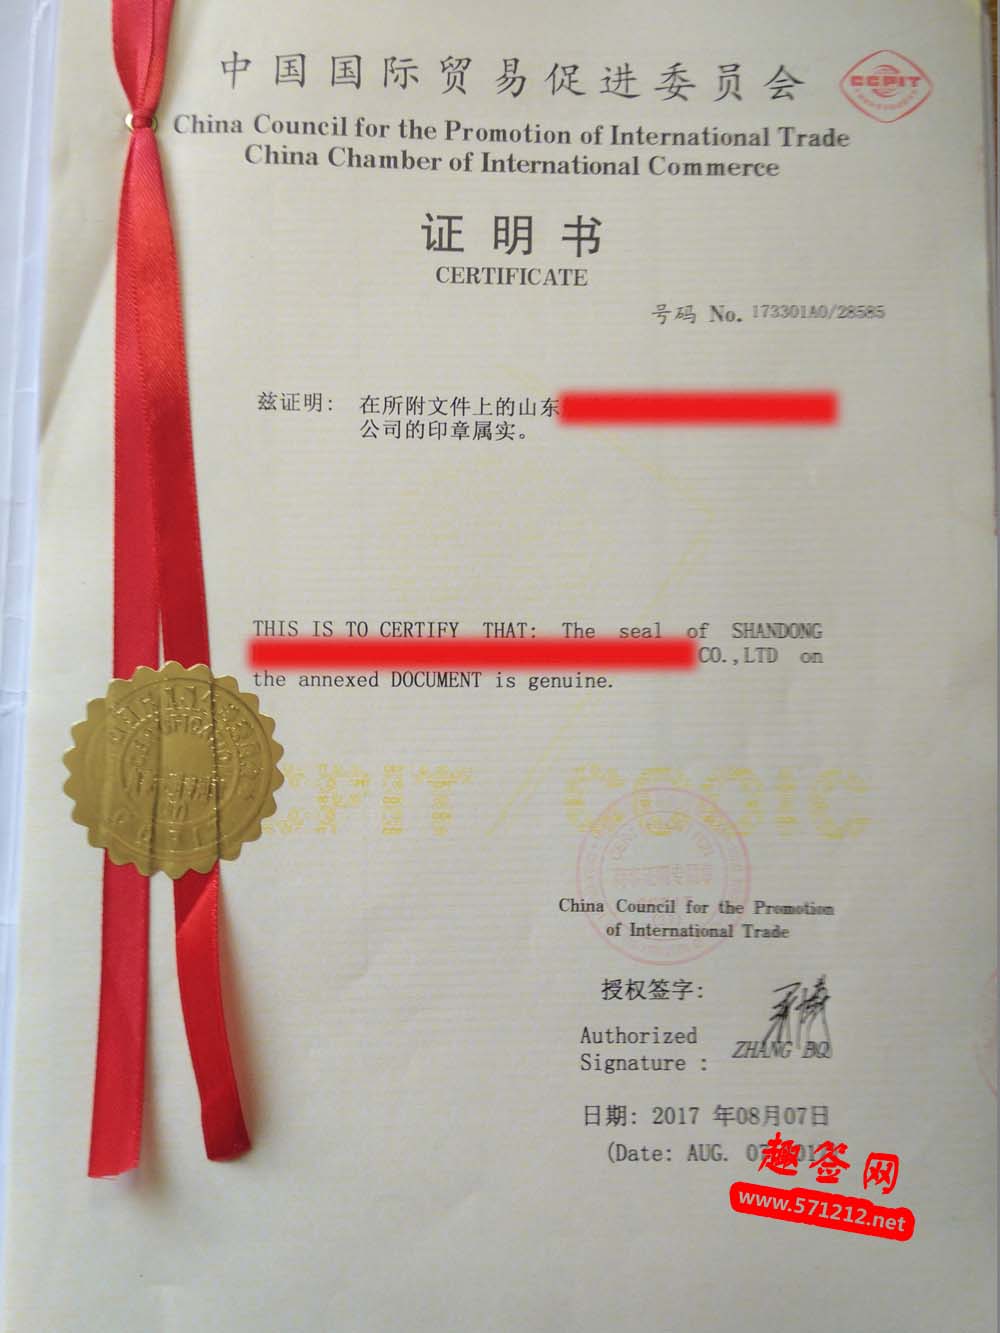 中国国际贸易促进委员会
CCPIT
China Council for the Promotion of International Trade
China Chamber of International Commerce
证明书
CERTIFICATE
号码 No. 173301A0/28585
兹证明: 在所附文件上的山东
公司的印章属实。
THIS IS TO CERTIFY THAT: The seal of SHANDONG
CO.,LTD on
the annexed DOCUMENT is genuine.
CCPIT / CCOIC
China Council for the Promotion
of International Trade
授权签字:
Authorized
Signature :
ZHANG BQ
日期: 2017 年08月07日
(Date: AUG. 07
趣签网
www.571212.net